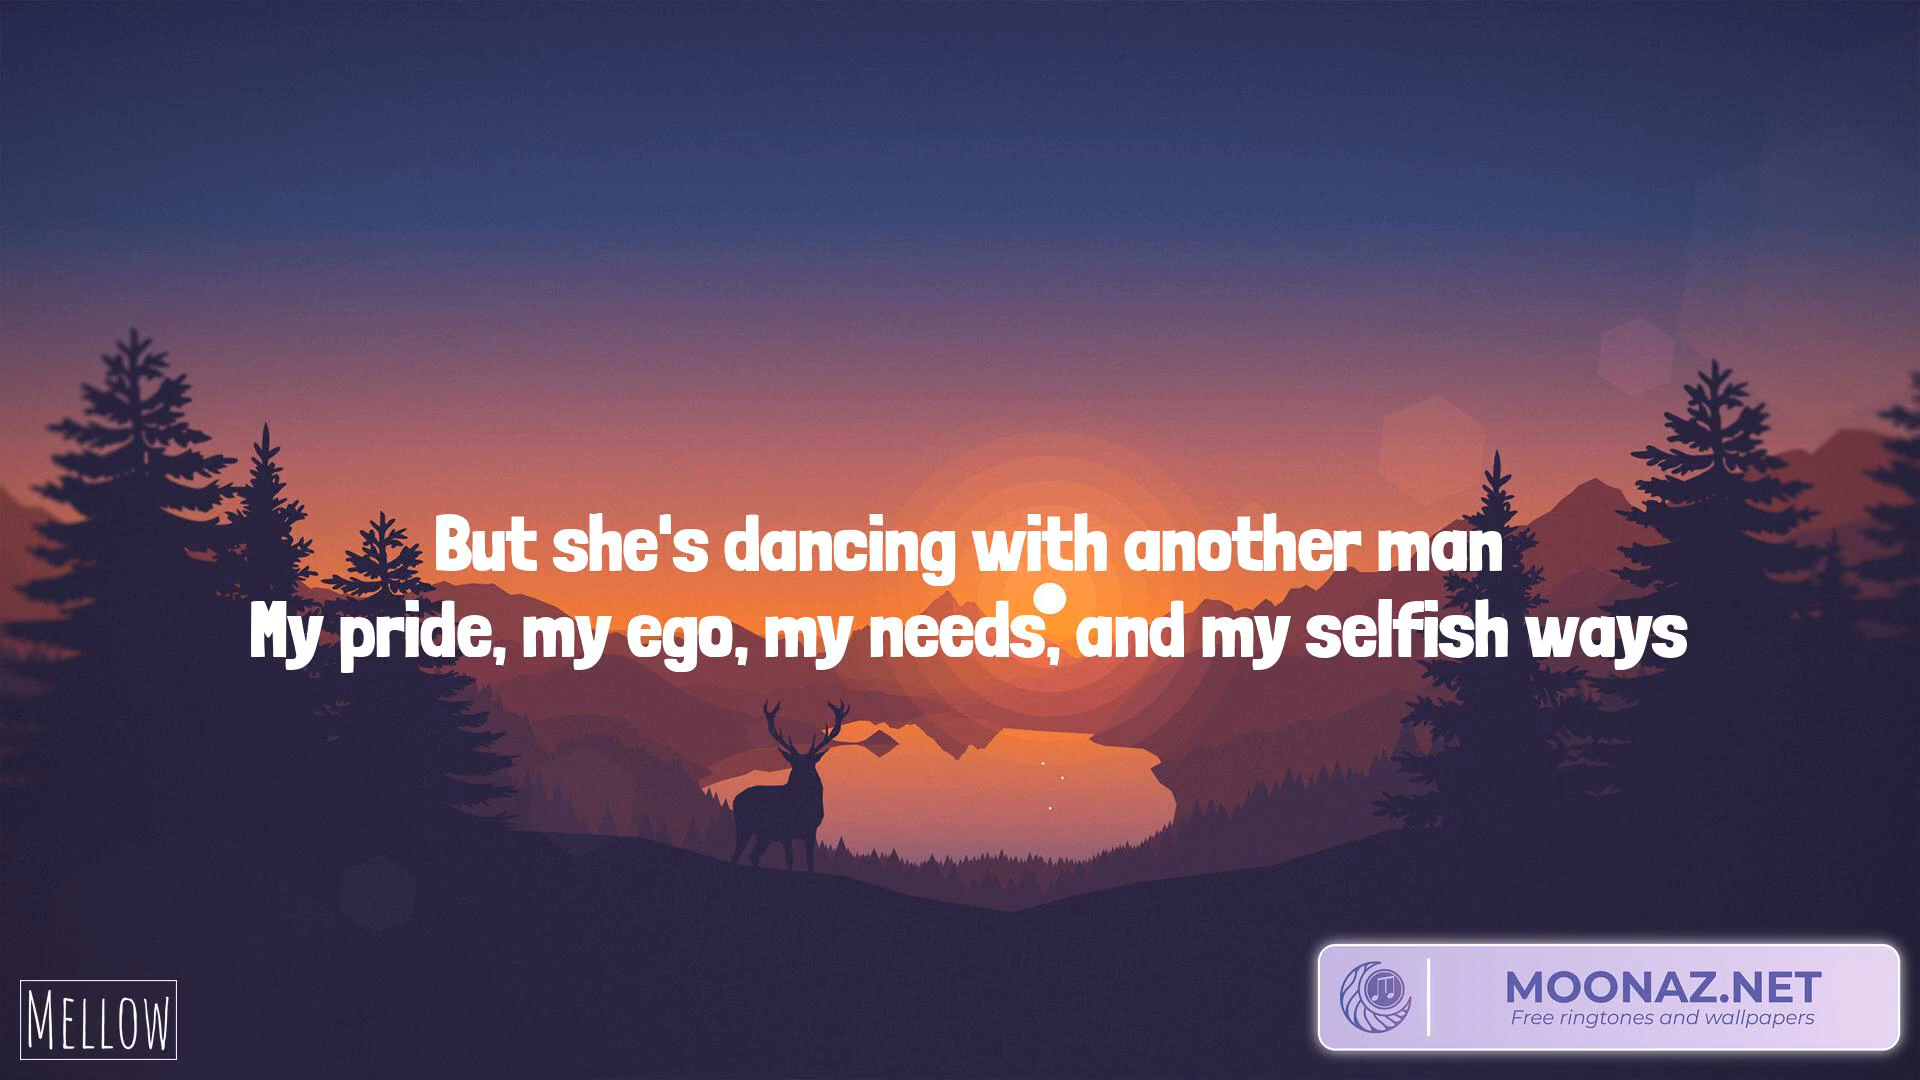 But she's dancing with another man
My pride, my ego, my needs, and my selfish ways
MELLOW
MOONAZ.NET
Free ringtones and wallpapers